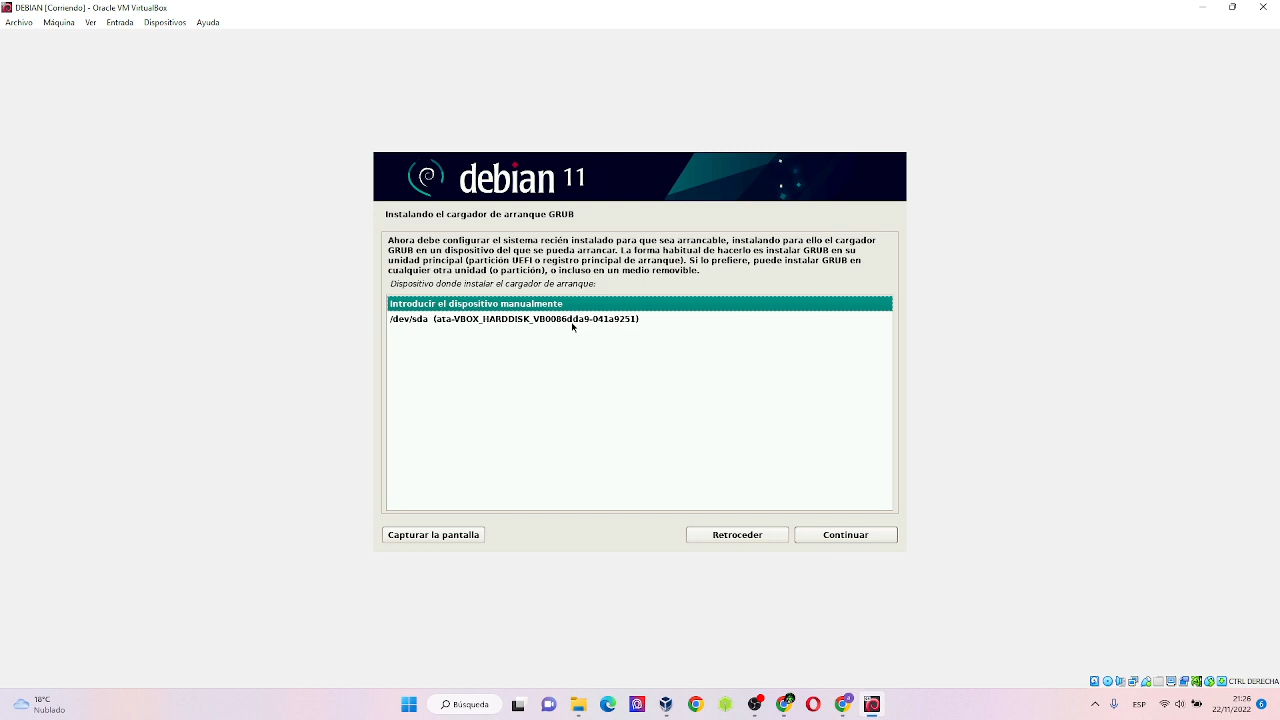 DEBIAN [Corriendo] - Oracle VM VirtualBox
Archivo Máquina Ver Entrada Dispositivos Ayuda
debian 11
Instalando el cargador de arranque GRUB
Ahora debe configurar el sistema recién instalado para que sea arrancable, instalando para ello el cargador
GRUB en un dispositivo del que se pueda arrancar. La forma habitual de hacerlo es instalar GRUB en su
unidad principal (partición UEFI o registro principal de arranque). Si lo prefiere, puede instalar GRUB en
cualquier otra unidad (o partición), o incluso en un medio removible.
Dispositivo donde instalar el cargador de arranque:
Introducir el dispositivo manualmente
/dev/sda (ata-VBOX_HARDDISK_VB0086dda9-041a9251)
Capturar la pantalla Retroceder Continuar
CTRL DERECHA
18°C
Nublado
Búsqueda
ESP
21:26
22/11/2022
6